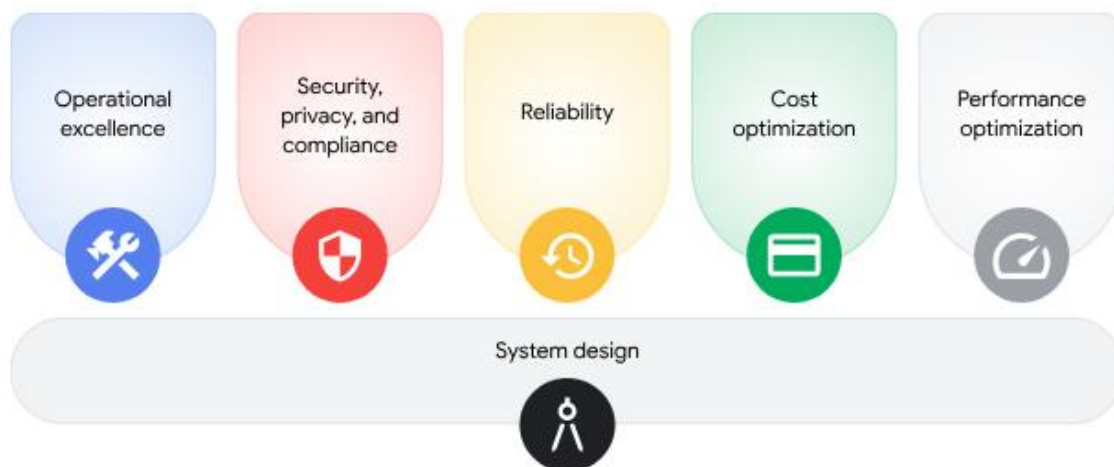 Operational
excellence
Security,
privacy, and
compliance
Reliability
Cost
optimization
Performance
optimization
System design